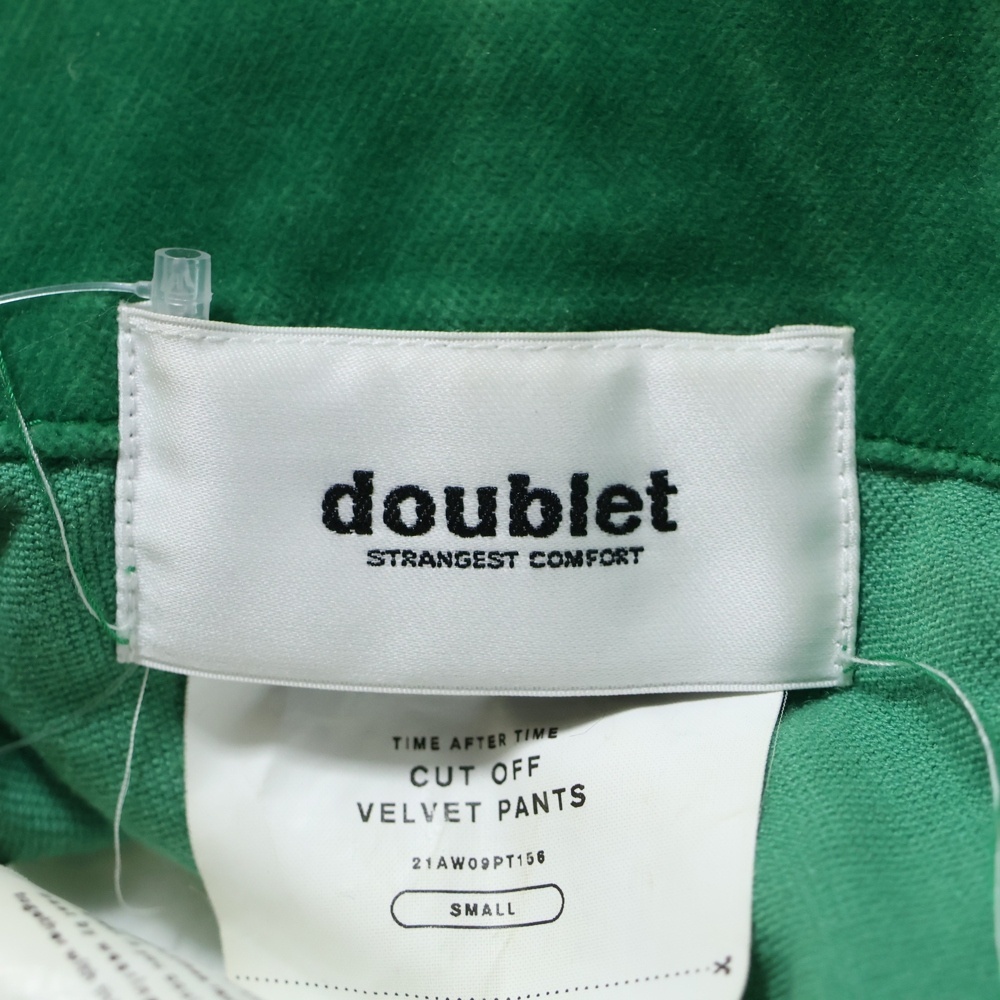 doublet
STRANGEST COMFORT
TIME AFTER TIME
CUT OFF
VELVET PANTS
21AW09PT156
SMALL